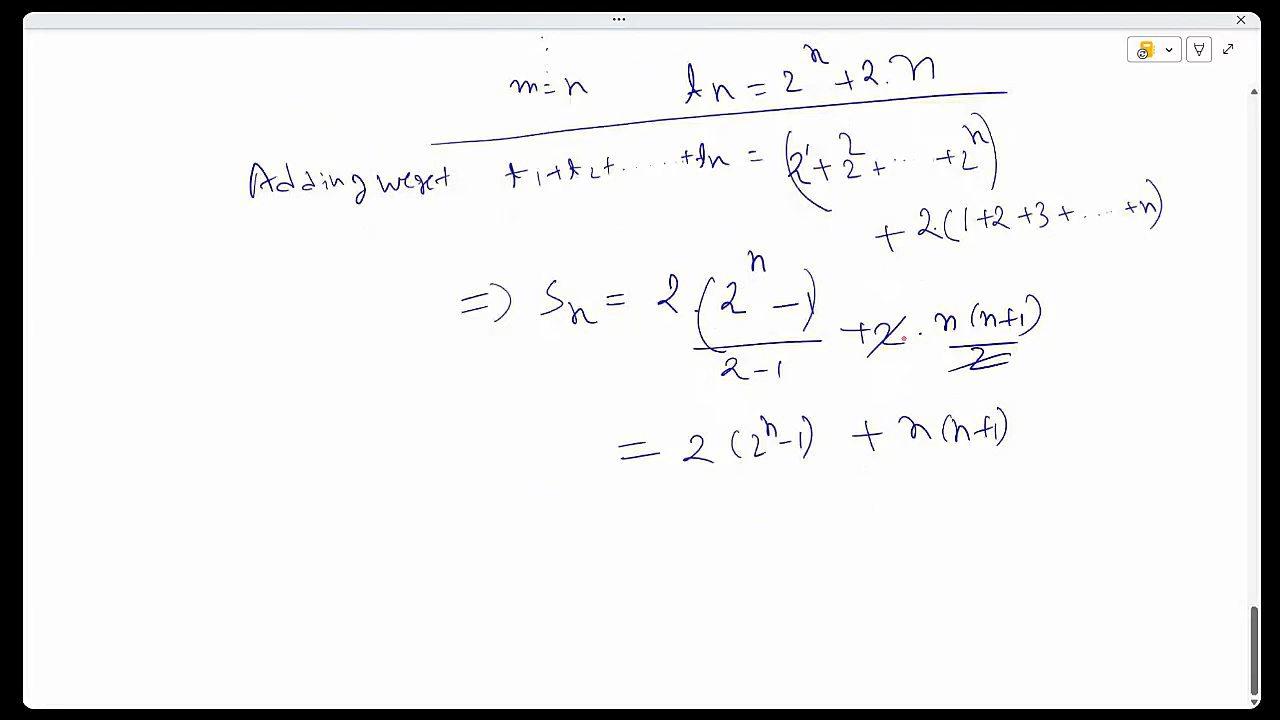 m=n tn = 2^n + 2.n
Adding we get t1+t2+.....+tn = (2^1+2^2+...+2^n)
+ 2.(1+2+3+....+n)
=> Sn = 2.(2^n-1)/(2-1) + 2.n(n+1)/2
= 2(2^n-1) + n(n+1)